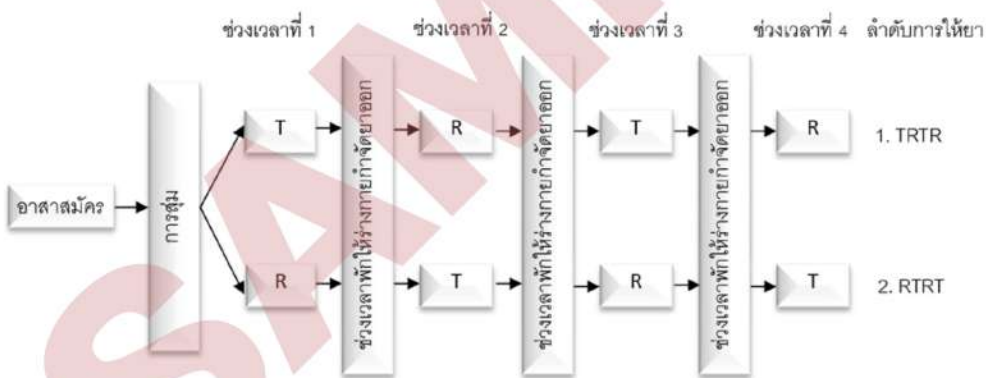 ช่วงเวลาที่ 1 ช่วงเวลาที่ 2 ช่วงเวลาที่ 3 ช่วงเวลาที่ 4 ลำดับการให้ยา
อาสาสมัคร
การสุ่ม
T
ช่วงเวลาพักให้ร่างกายกำจัดยาออก
R
ช่วงเวลาพักให้ร่างกายกำจัดยาออก
T
ช่วงเวลาพักให้ร่างกายกำจัดยาออก
R
1. TRTR
R
T
R
T
2. RTRT
SAM